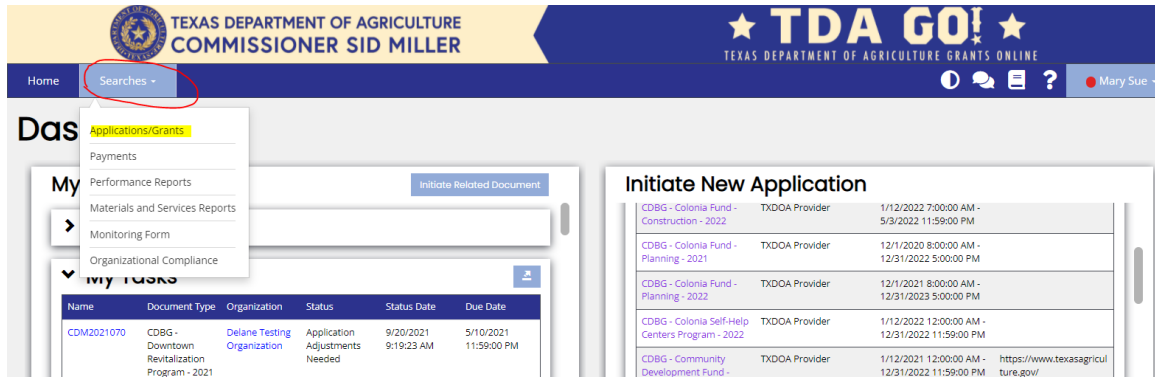 TEXAS DEPARTMENT OF AGRICULTURE
COMMISSIONER SID MILLER
TDA GO!
TEXAS DEPARTMENT OF AGRICULTURE GRANTS ONLINE
Home
Searches
?
Mary Sue
Das
Applications/Grants
Payments
Performance Reports
Materials and Services Reports
Monitoring Form
Organizational Compliance
My
Initiate Related Document
My Tasks
Name Document Type Organization Status Status Date Due Date
CDM2021070 CDBG - Delane Testing Application 9/20/2021 5/10/2021
Downtown Organization Adjustments 9:19:23 AM 11:59:00 PM
Revitalization Needed
Program - 2021
Initiate New Application
CDBG - Colonia Fund - TXDOA Provider 1/12/2022 7:00:00 AM -
Construction - 2022 5/3/2022 11:59:00 PM
CDBG - Colonia Fund - TXDOA Provider 12/1/2020 8:00:00 AM -
Planning - 2021 12/31/2022 5:00:00 PM
CDBG - Colonia Fund - TXDOA Provider 12/1/2021 8:00:00 AM -
Planning - 2022 12/31/2023 5:00:00 PM
CDBG - Colonia Self-Help TXDOA Provider 1/12/2022 12:00:00 AM -
Centers Program - 2022 12/31/2022 11:59:00 PM
CDBG - Community TXDOA Provider 1/12/2021 12:00:00 AM - https://www.texasagricul
Development Fund - 12/31/2022 11:59:00 PM ture.gov/